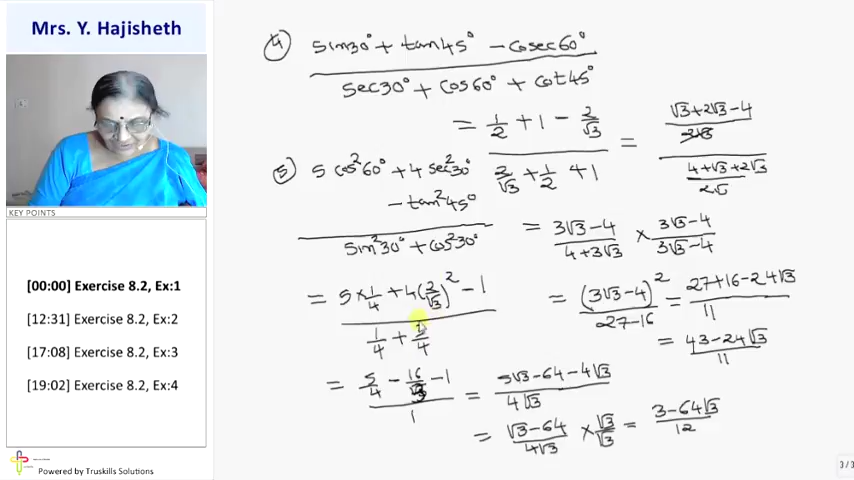 Mrs. Y. Hajisheth
KEY POINTS
[00:00] Exercise 8.2, Ex:1
[12:31] Exercise 8.2, Ex:2
[17:08] Exercise 8.2, Ex:3
[19:02] Exercise 8.2, Ex:4
Powered by Truskills Solutions
④ (sin30° + tan45° - cosec60°) / (sec30° + cos60° + cot45°)
= (1/2 + 1 - 2/√3) / (2/√3 + 1/2 + 1) = ((√3+2√3-4)/2√3) / ((4+√3+2√3)/2√)
= (3√3-4)/(4+3√3) × (3√3-4)/(3√3-4)
= (3√3-4)²/(27-16) = (27+16-24√3)/11
= (43-24√3)/11
⑤ (5 cos²60° + 4 sec²30° - tan²45°) / (sin²30° + cos²30°)
= (5×1/4 + 4(2/√3)² - 1) / (1/4 + 3/4)
= (5/4 - 16/√3 - 1) / 1 = (5√3-64-4√3)/4√3
= (√3-64)/4√3 × √3/√3 = (3-64√3)/12
3/3